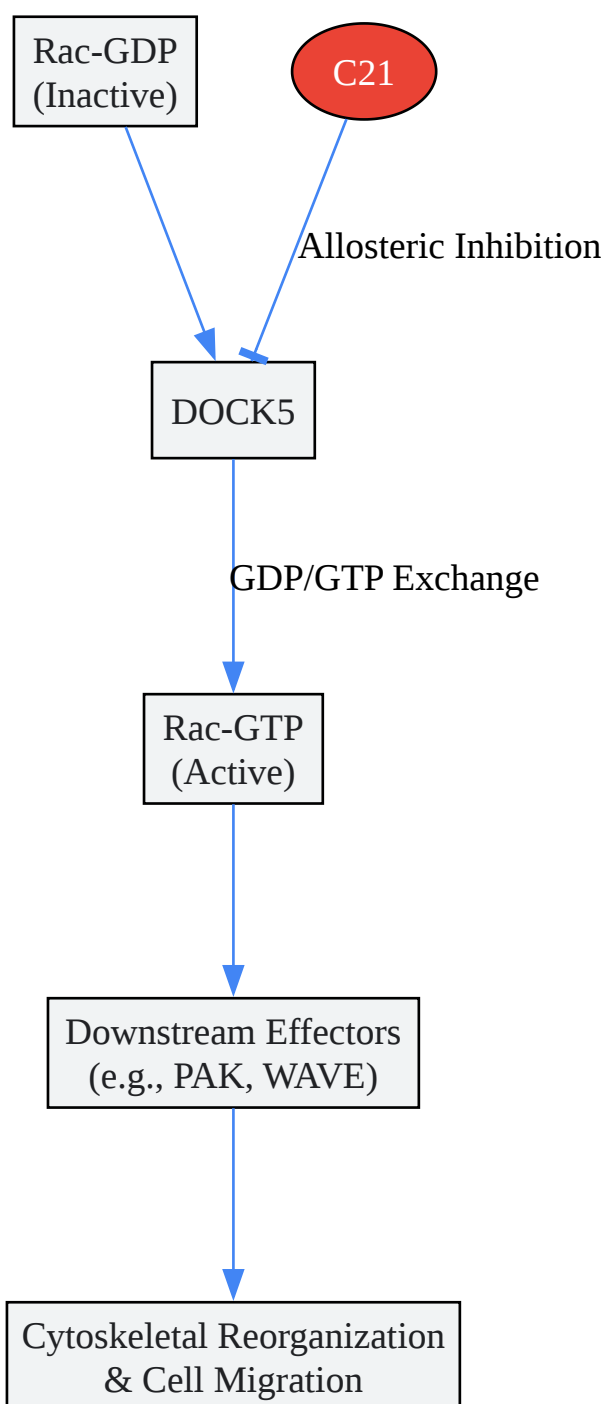 Rac-GDP
(Inactive)
C21
Allosteric Inhibition
DOCK5
GDP/GTP Exchange
Rac-GTP
(Active)
Downstream Effectors
(e.g., PAK, WAVE)
Cytoskeletal Reorganization
& Cell Migration